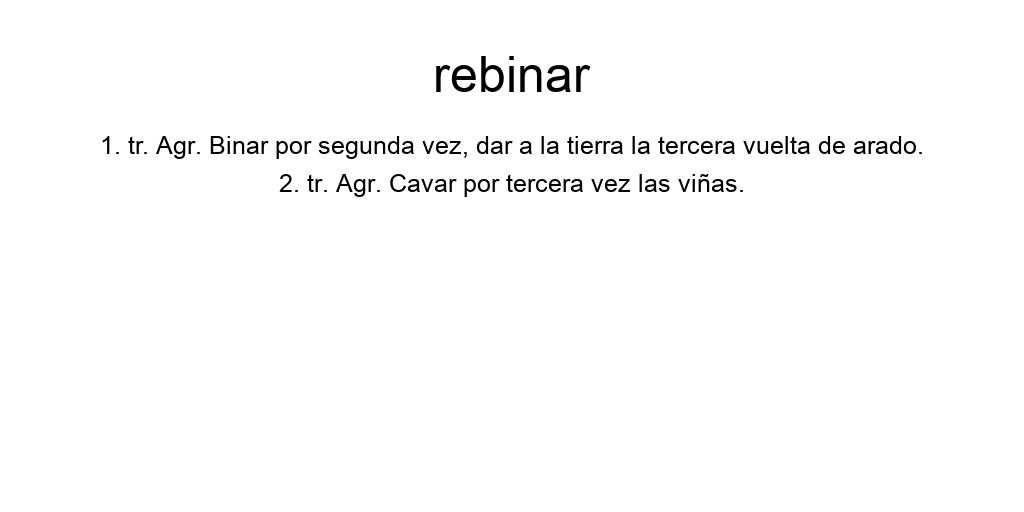 rebinar
1. tr. Agr. Binar por segunda vez, dar a la tierra la tercera vuelta de arado.
2. tr. Agr. Cavar por tercera vez las viñas.